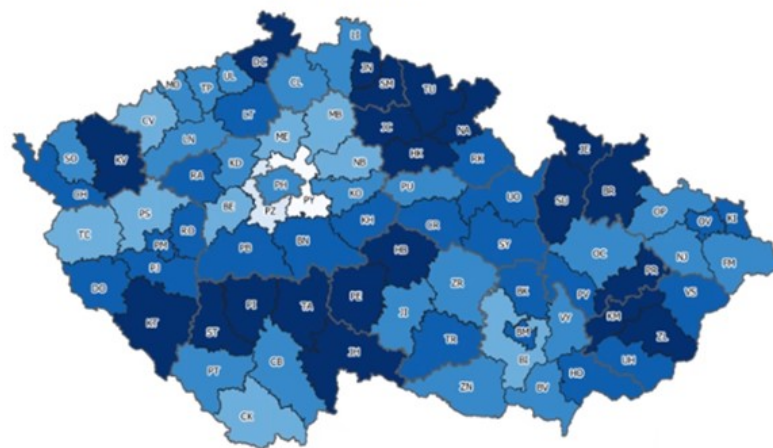 LI
DC
JN
SM
MO
TP
UL
CL
TU
CV
LT
MB
JC
NA
LN
ME
JE
SO
KV
HK
RK
NB
KD
RA
SU
BR
CH
PH
KO
PU
UO
OP
PS
BE
PZ
PY
OV
KI
TC
RO
KH
CR
ST
PM
PB
BN
OC
NJ
FM
HB
PJ
PR
DO
ZR
PI
TA
PE
BK
PV
VS
KT
ST
JI
VY
KM
BM
ZL
TR
JH
BI
UH
CB
PT
HO
ZN
BV
CK